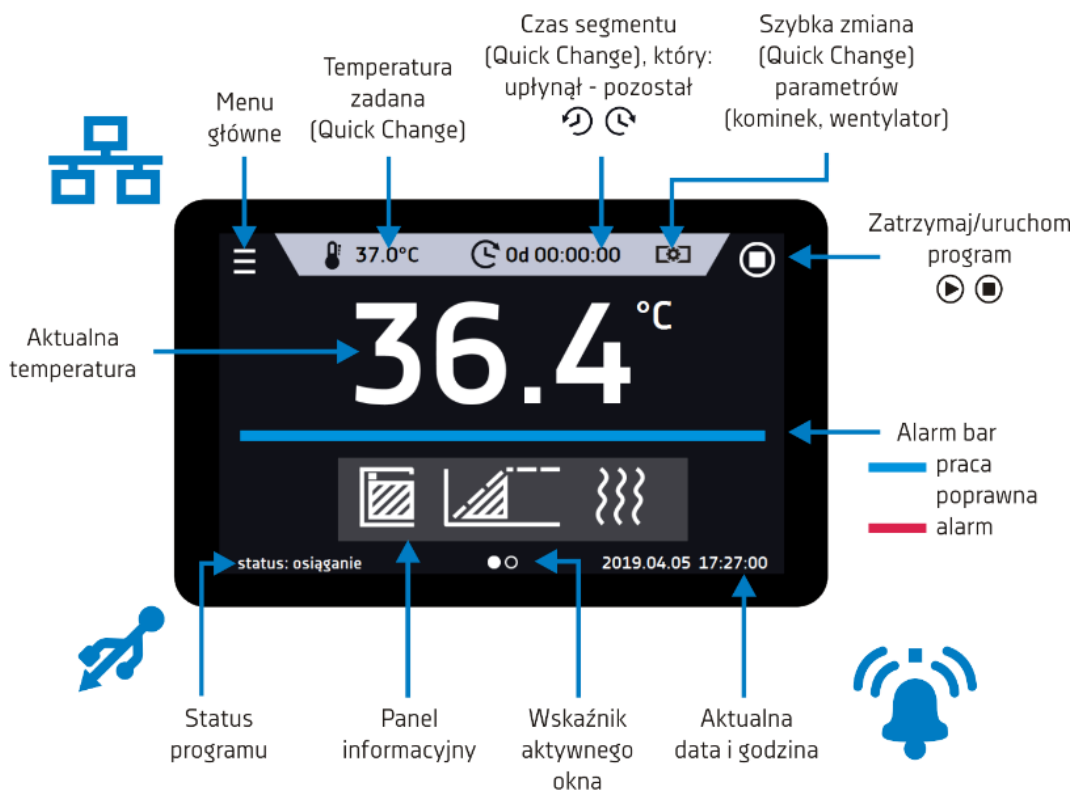 Czas segmentu
(Quick Change), który:
upłynął - pozostał
Szybka zmiana
(Quick Change)
parametrów
(kominek, wentylator)
Temperatura
zadana
(Quick Change)
Menu
główne
Zatrzymaj/uruchom
program
37.0°C
0d 00:00:00
36.4 °C
Aktualna
temperatura
Alarm bar
praca
poprawna
alarm
status: osiąganie
2019.04.05 17:27:00
Status
programu
Panel
informacyjny
Wskaźnik
aktywnego
okna
Aktualna
data i godzina